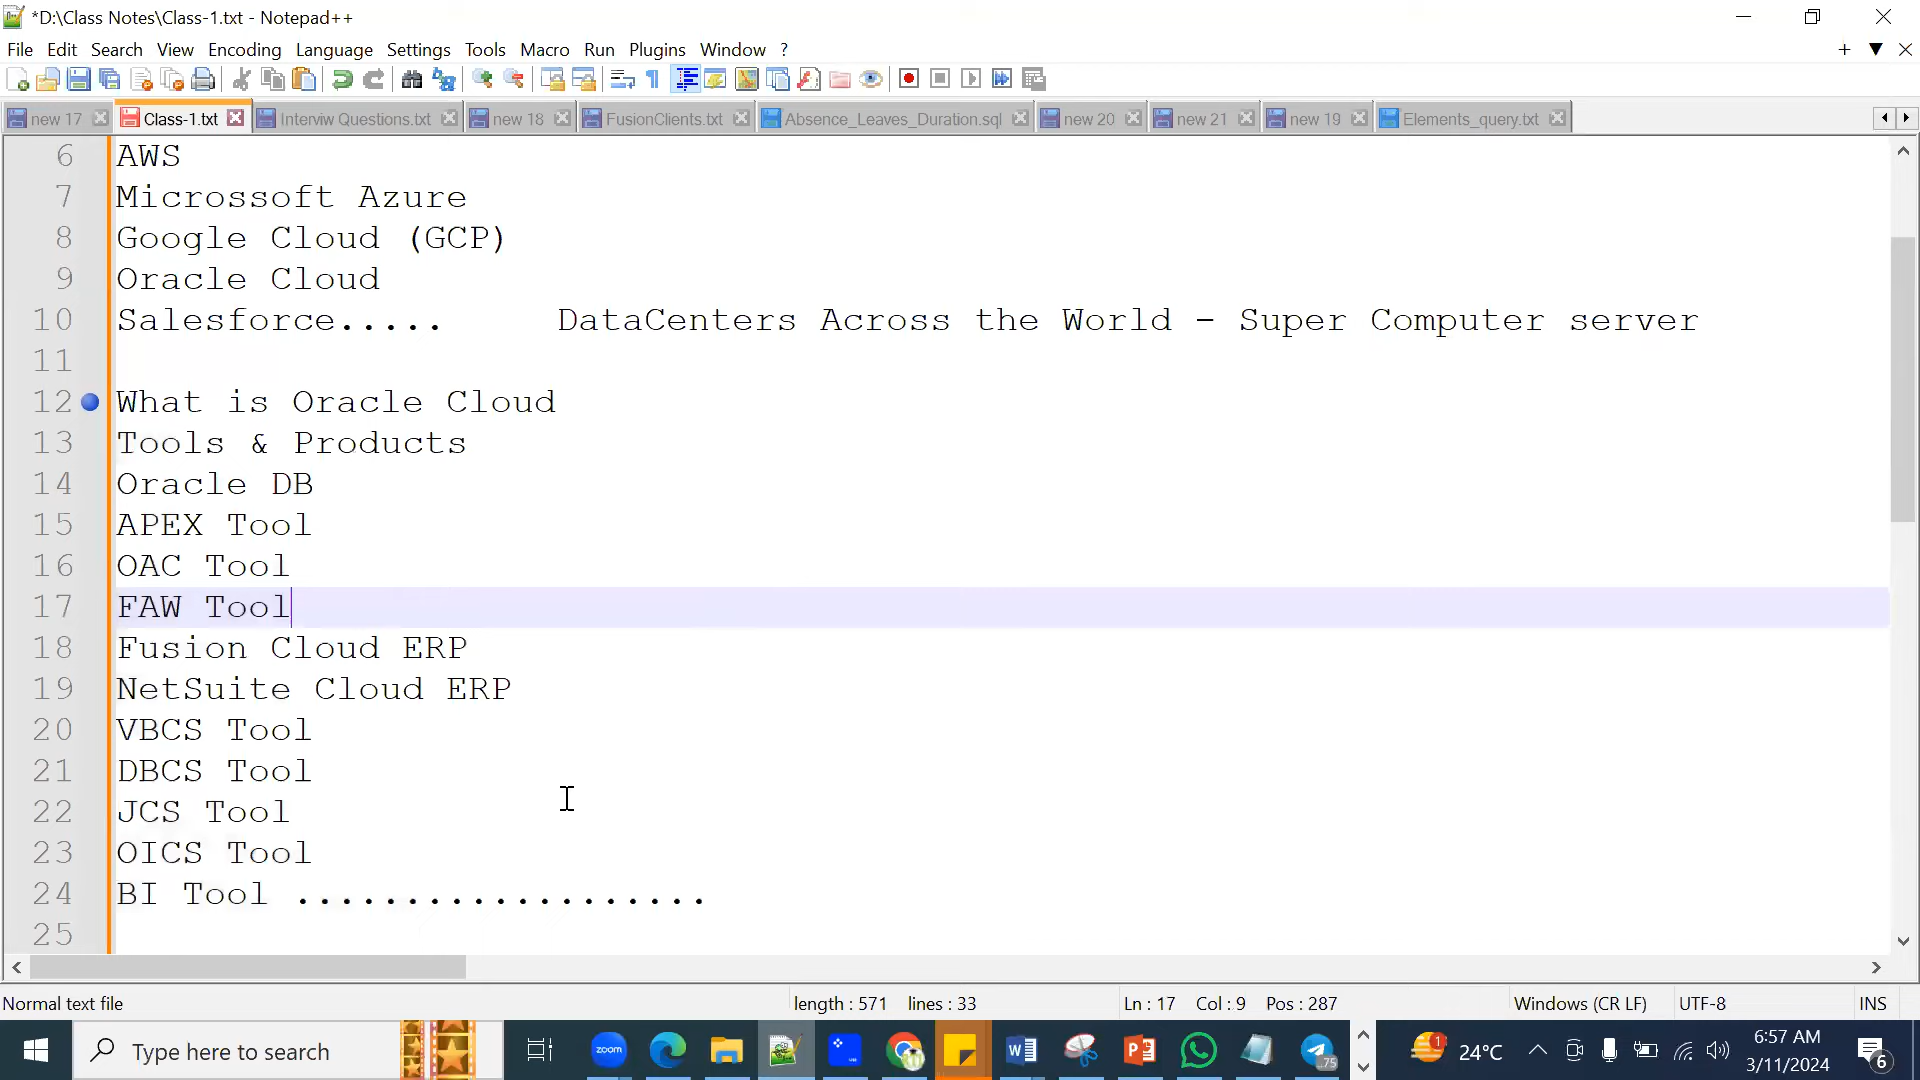 *D:\Class Notes\Class-1.txt - Notepad++
File Edit Search View Encoding Language Settings Tools Macro Run Plugins Window ?
new 17 Class-1.txt Interviw Questions.txt new 18 FusionClients.txt Absence_Leaves_Duration.sql new 20 new 21 new 19 Elements_query.txt
6 AWS
7 Microssoft Azure
8 Google Cloud (GCP)
9 Oracle Cloud
10 Salesforce..... DataCenters Across the World - Super Computer server
11
12 What is Oracle Cloud
13 Tools & Products
14 Oracle DB
15 APEX Tool
16 OAC Tool
17 FAW Tool
18 Fusion Cloud ERP
19 NetSuite Cloud ERP
20 VBCS Tool
21 DBCS Tool
22 JCS Tool
23 OICS Tool
24 BI Tool ...................
25
Normal text file length : 571 lines : 33 Ln : 17 Col : 9 Pos : 287 Windows (CR LF) UTF-8 INS
Type here to search zoom 75 1 24°C 6:57 AM
3/11/2024 6